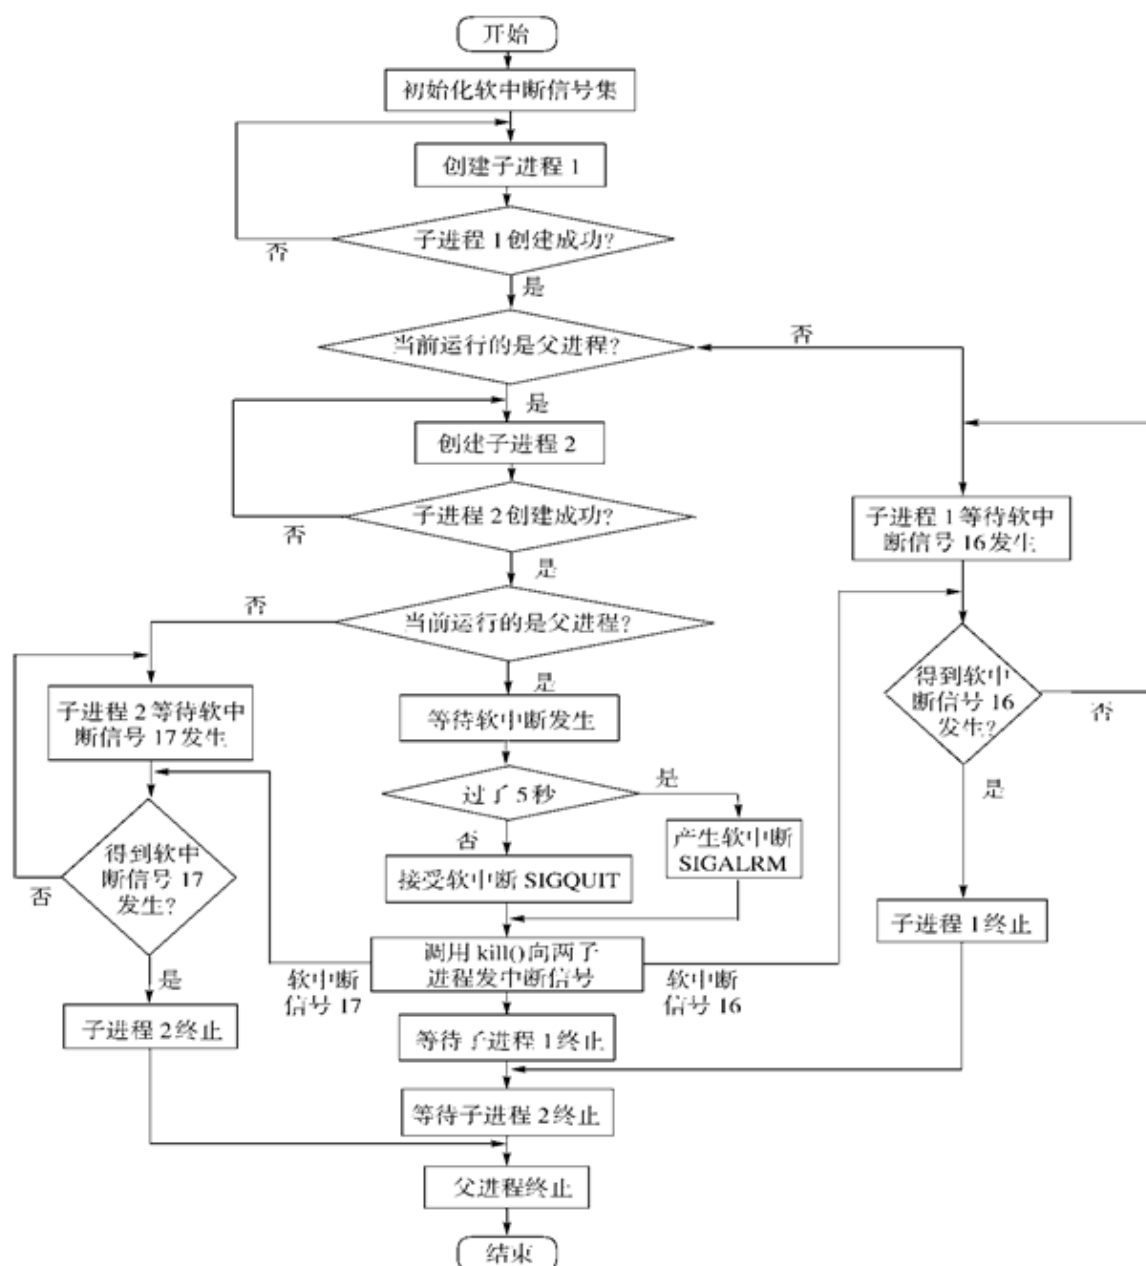 开始
初始化软中断信号集
创建子进程 1
子进程 1 创建成功?
否
是
当前运行的是父进程?
否
是
创建子进程 2
子进程 2 创建成功?
否
是
子进程 1 等待软中
断信号 16 发生
当前运行的是父进程?
否
是
子进程 2 等待软中
断信号 17 发生
等待软中断发生
得到软中
断信号 16
发生?
否
是
过了 5 秒
是
否
产生软中断
SIGALRM
得到软中
断信号 17
发生?
否
是
接受软中断 SIGQUIT
子进程 1 终止
调用 kill()向两子
进程发中断信号
软中断
信号 17
软中断
信号 16
子进程 2 终止
等待子进程 1 终止
等待子进程 2 终止
父进程终止
结束